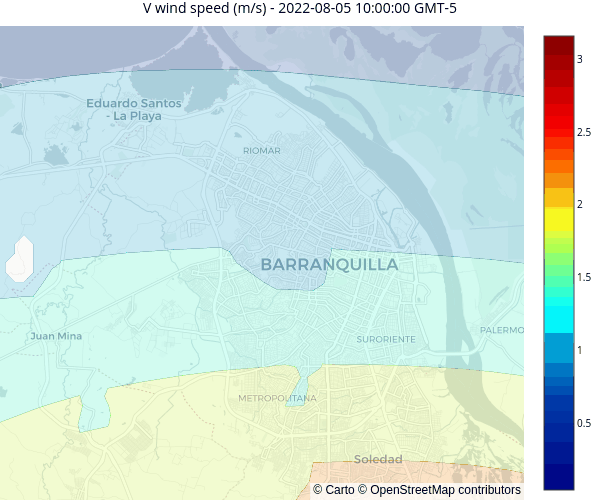 V wind speed (m/s) - 2022-08-05 10:00:00 GMT-5
3
2.5
2
1.5
1
0.5
Eduardo Santos
- La Playa
RIOMAR
BARRANQUILLA
Juan Mina
SURORIENTE
PALERMO
METROPOLITANA
Soledad
© Carto © OpenStreetMap contributors